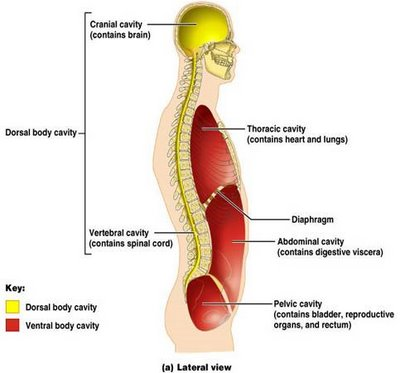 Cranial cavity
(contains brain)
Dorsal body cavity
Thoracic cavity
(contains heart and lungs)
Diaphragm
Vertebral cavity
(contains spinal cord)
Abdominal cavity
(contains digestive viscera)
Key:
Dorsal body cavity
Ventral body cavity
Pelvic cavity
(contains bladder, reproductive
organs, and rectum)
(a) Lateral view